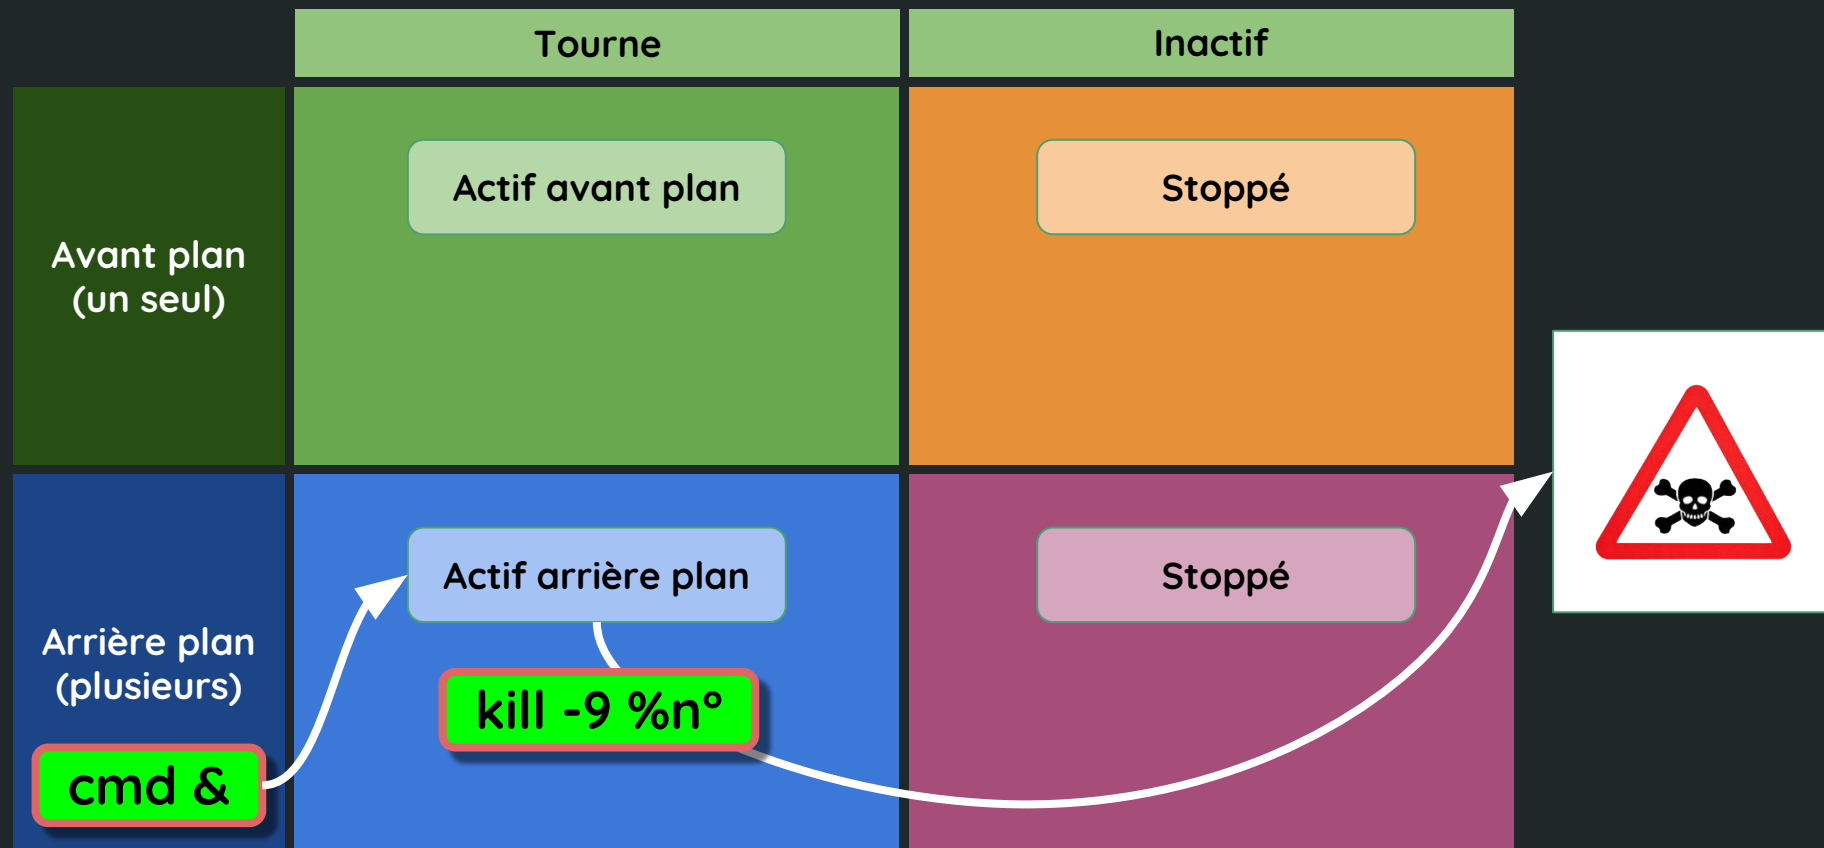 Tourne
Inactif
Avant plan
(un seul)
Actif avant plan
Stoppé
Arrière plan
(plusieurs)
Actif arrière plan
Stoppé
kill -9 %n°
cmd &